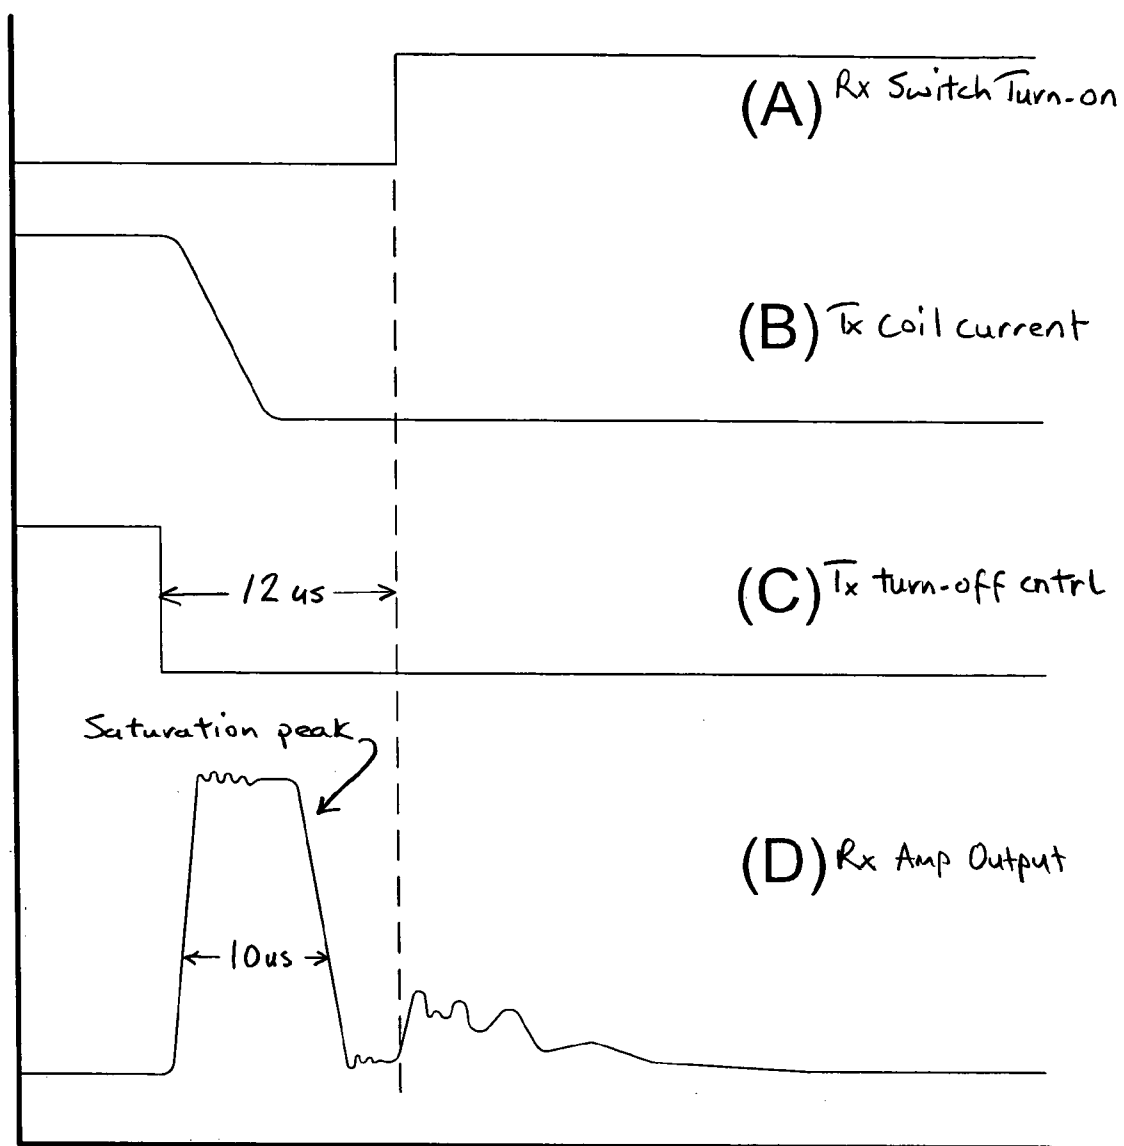 (A) Rx Switch Turn-on
(B) Tx Coil current
(C) Tx turn-off cntrl
12 us
Saturation peak
(D) Rx Amp Output
10us